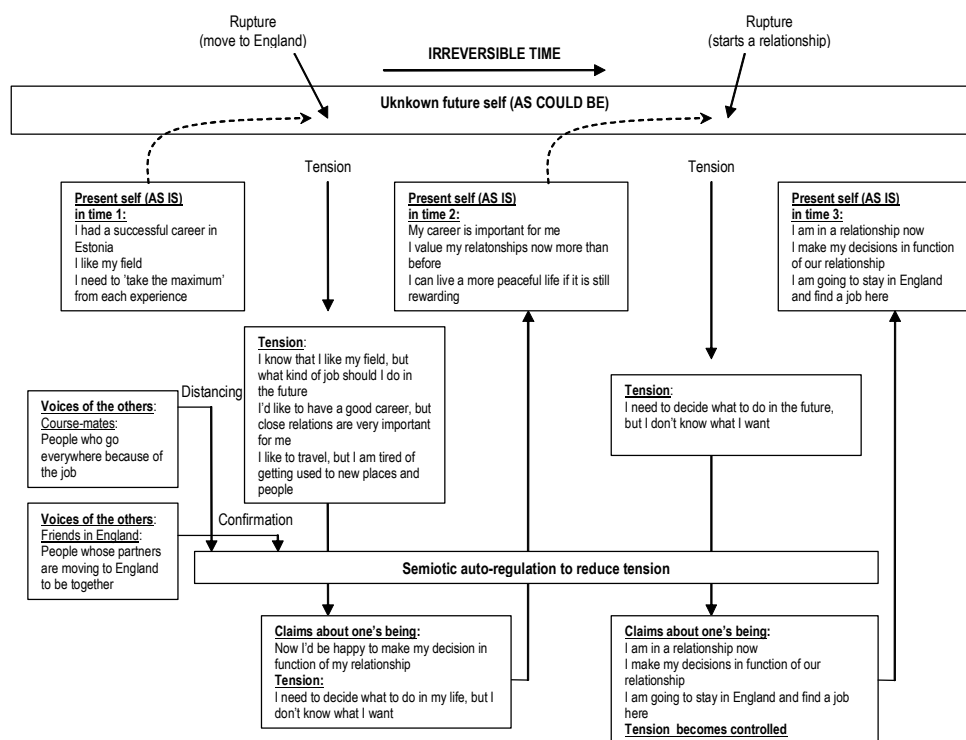 Rupture
(move to England)
Rupture
(starts a relationship)
IRREVERSIBLE TIME
Uknkown future self (AS COULD BE)
Tension
Tension
Present self (AS IS)
in time 1:
I had a successful career in
Estonia
I like my field
I need to 'take the maximum'
from each experience
Present self (AS IS)
in time 2:
My career is important for me
I value my relatonships now more than
before
I can live a more peaceful life if it is still
rewarding
Present self (AS IS)
in time 3:
I am in a relationship now
I make my decisions in function
of our relationship
I am going to stay in England
and find a job here
Tension:
I know that I like my field, but
what kind of job should I do in
the future
I'd like to have a good career, but
close relations are very important
for me
I like to travel, but I am tired of
getting used to new places and
people
Tension:
I need to decide what to do in the future,
but I don't know what I want
Distancing
Voices of the others:
Course-mates:
People who go
everywhere because of
the job
Confirmation
Voices of the others:
Friends in England:
People whose partners
are moving to England
to be together
Semiotic auto-regulation to reduce tension
Claims about one's being:
Now I'd be happy to make my decision in
function of my relationship
Tension:
I need to decide what to do in my life, but I
don't know what I want
Claims about one's being:
I am in a relationship now
I make my decisions in function of our
relationship
I am going to stay in England and find a job
here
Tension becomes controlled